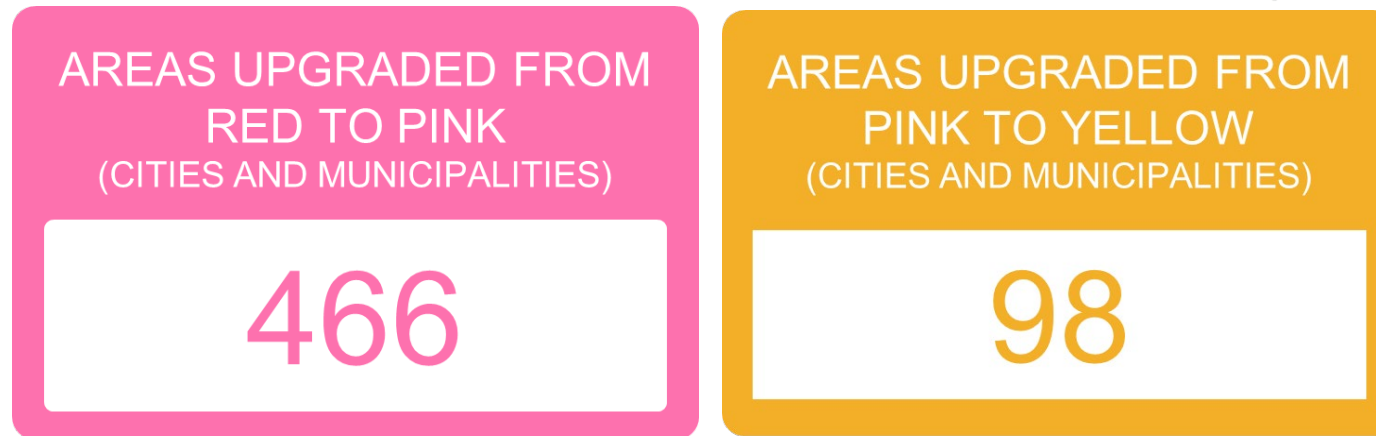 AREAS UPGRADED FROM
RED TO PINK
(CITIES AND MUNICIPALITIES)
466
AREAS UPGRADED FROM
PINK TO YELLOW
(CITIES AND MUNICIPALITIES)
98